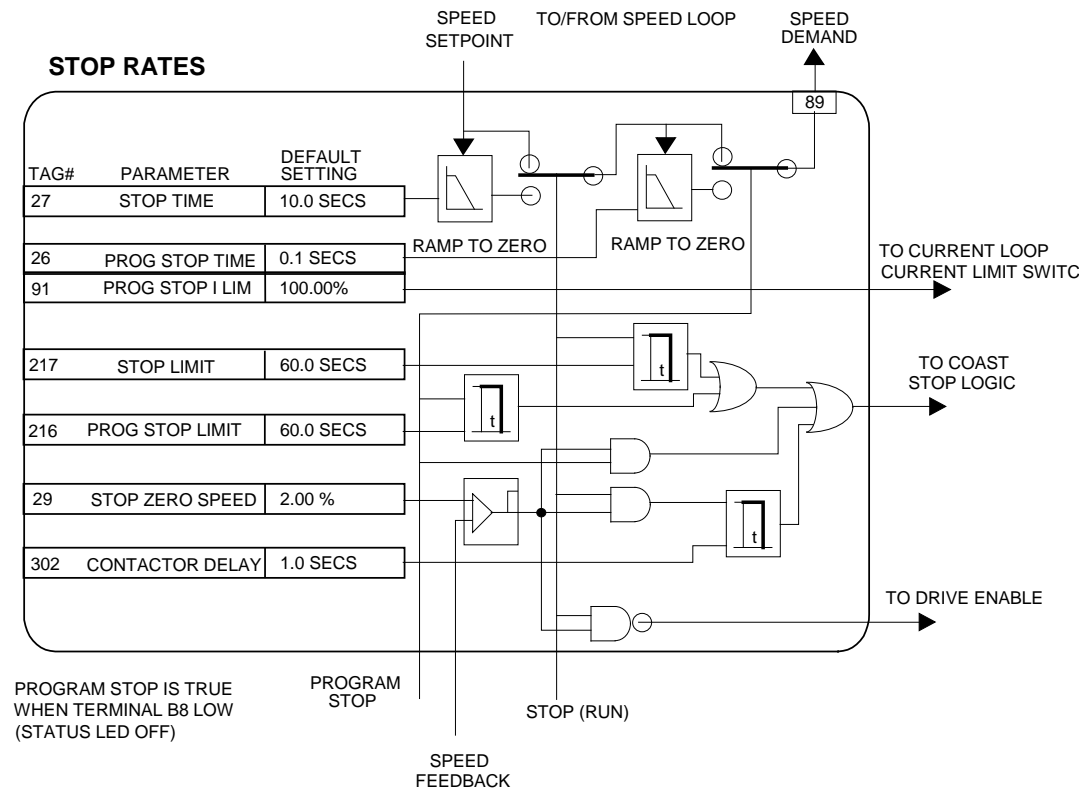 SPEED
SETPOINT
TO/FROM SPEED LOOP
SPEED
DEMAND
STOP RATES
89
TAG#
PARAMETER
DEFAULT
SETTING
27 STOP TIME 10.0 SECS
RAMP TO ZERO
RAMP TO ZERO
26 PROG STOP TIME 0.1 SECS
91 PROG STOP I LIM 100.00%
TO CURRENT LOOP
CURRENT LIMIT SWITC
217 STOP LIMIT 60.0 SECS
t
TO COAST
STOP LOGIC
216 PROG STOP LIMIT 60.0 SECS
t
29 STOP ZERO SPEED 2.00 %
t
302 CONTACTOR DELAY 1.0 SECS
TO DRIVE ENABLE
PROGRAM STOP IS TRUE
WHEN TERMINAL B8 LOW
(STATUS LED OFF)
PROGRAM
STOP
STOP (RUN)
SPEED
FEEDBACK